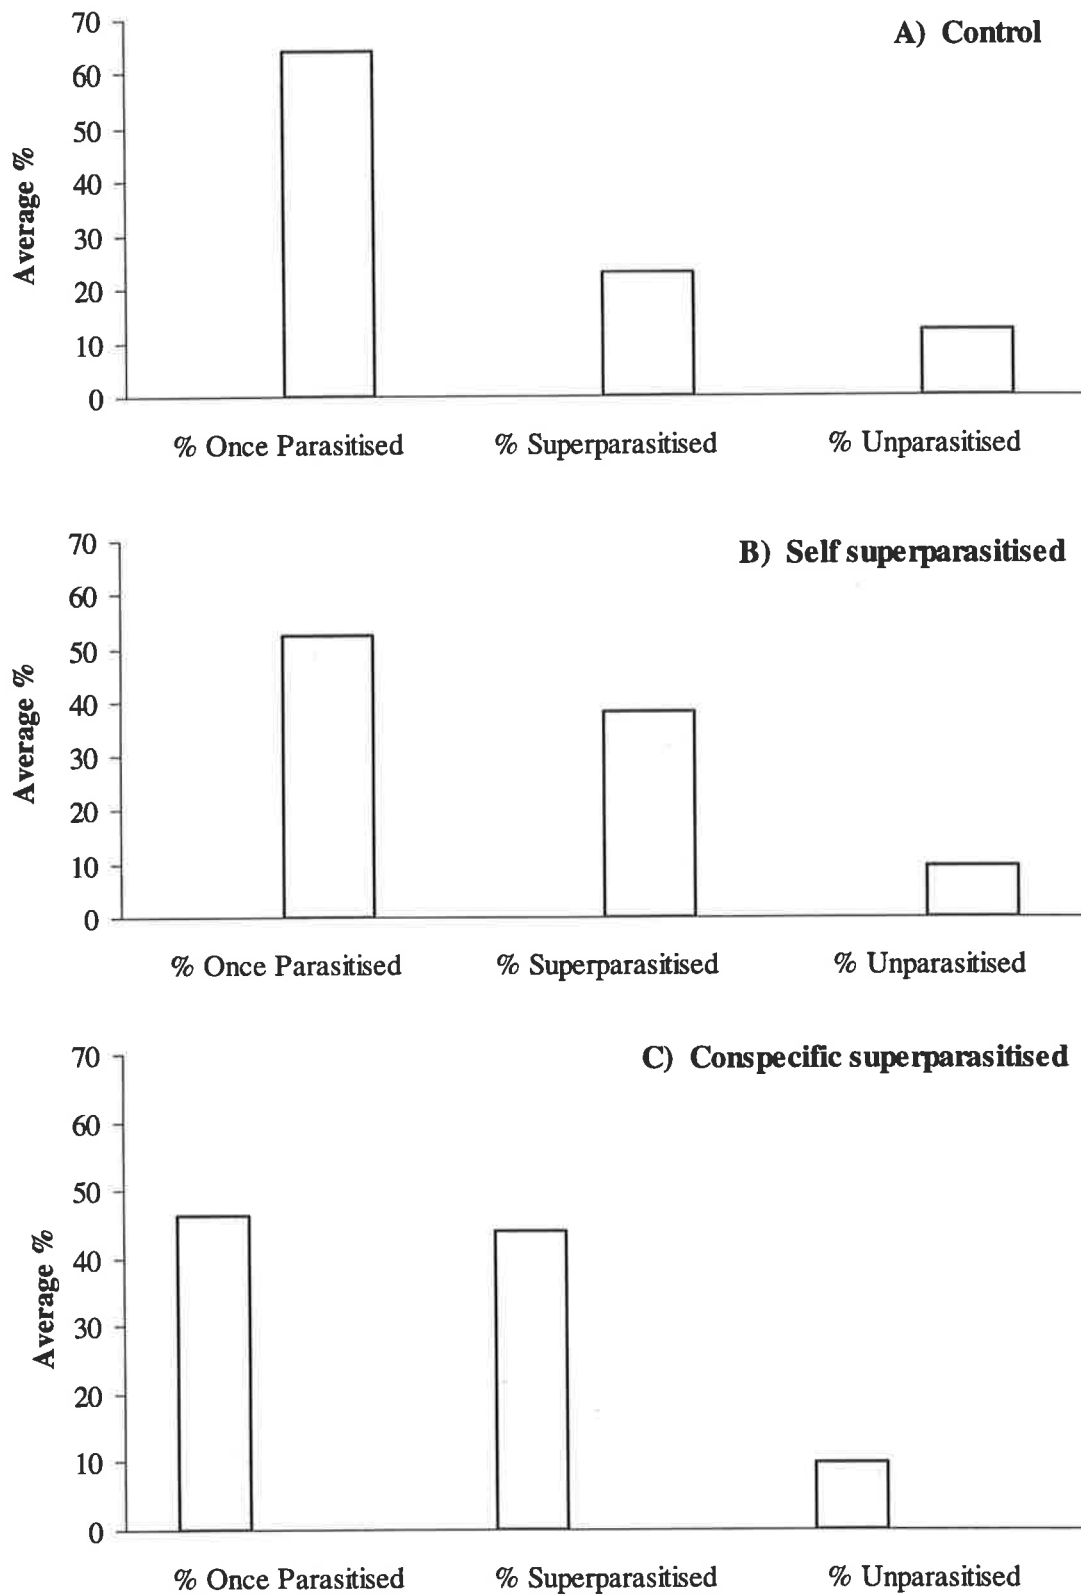 A) Control
70
60
50
40
30
20
10
0
Average %
% Once Parasitised % Superparasitised % Unparasitised
B) Self superparasitised
70
60
50
40
30
20
10
0
Average %
% Once Parasitised % Superparasitised % Unparasitised
C) Conspecific superparasitised
70
60
50
40
30
20
10
0
Average %
% Once Parasitised % Superparasitised % Unparasitised